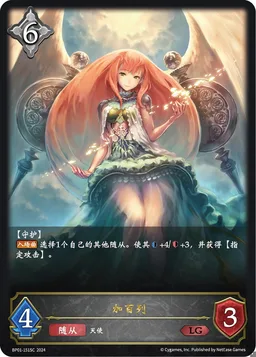 6
【守护】
入场曲 选择1个自己的其他随从。使其+4/+3，并获得【指
定攻击】。
加百列
4
随从 天使
LG
3
BP01-151SC 2024
© Cygames, Inc. Published by NetEase Games